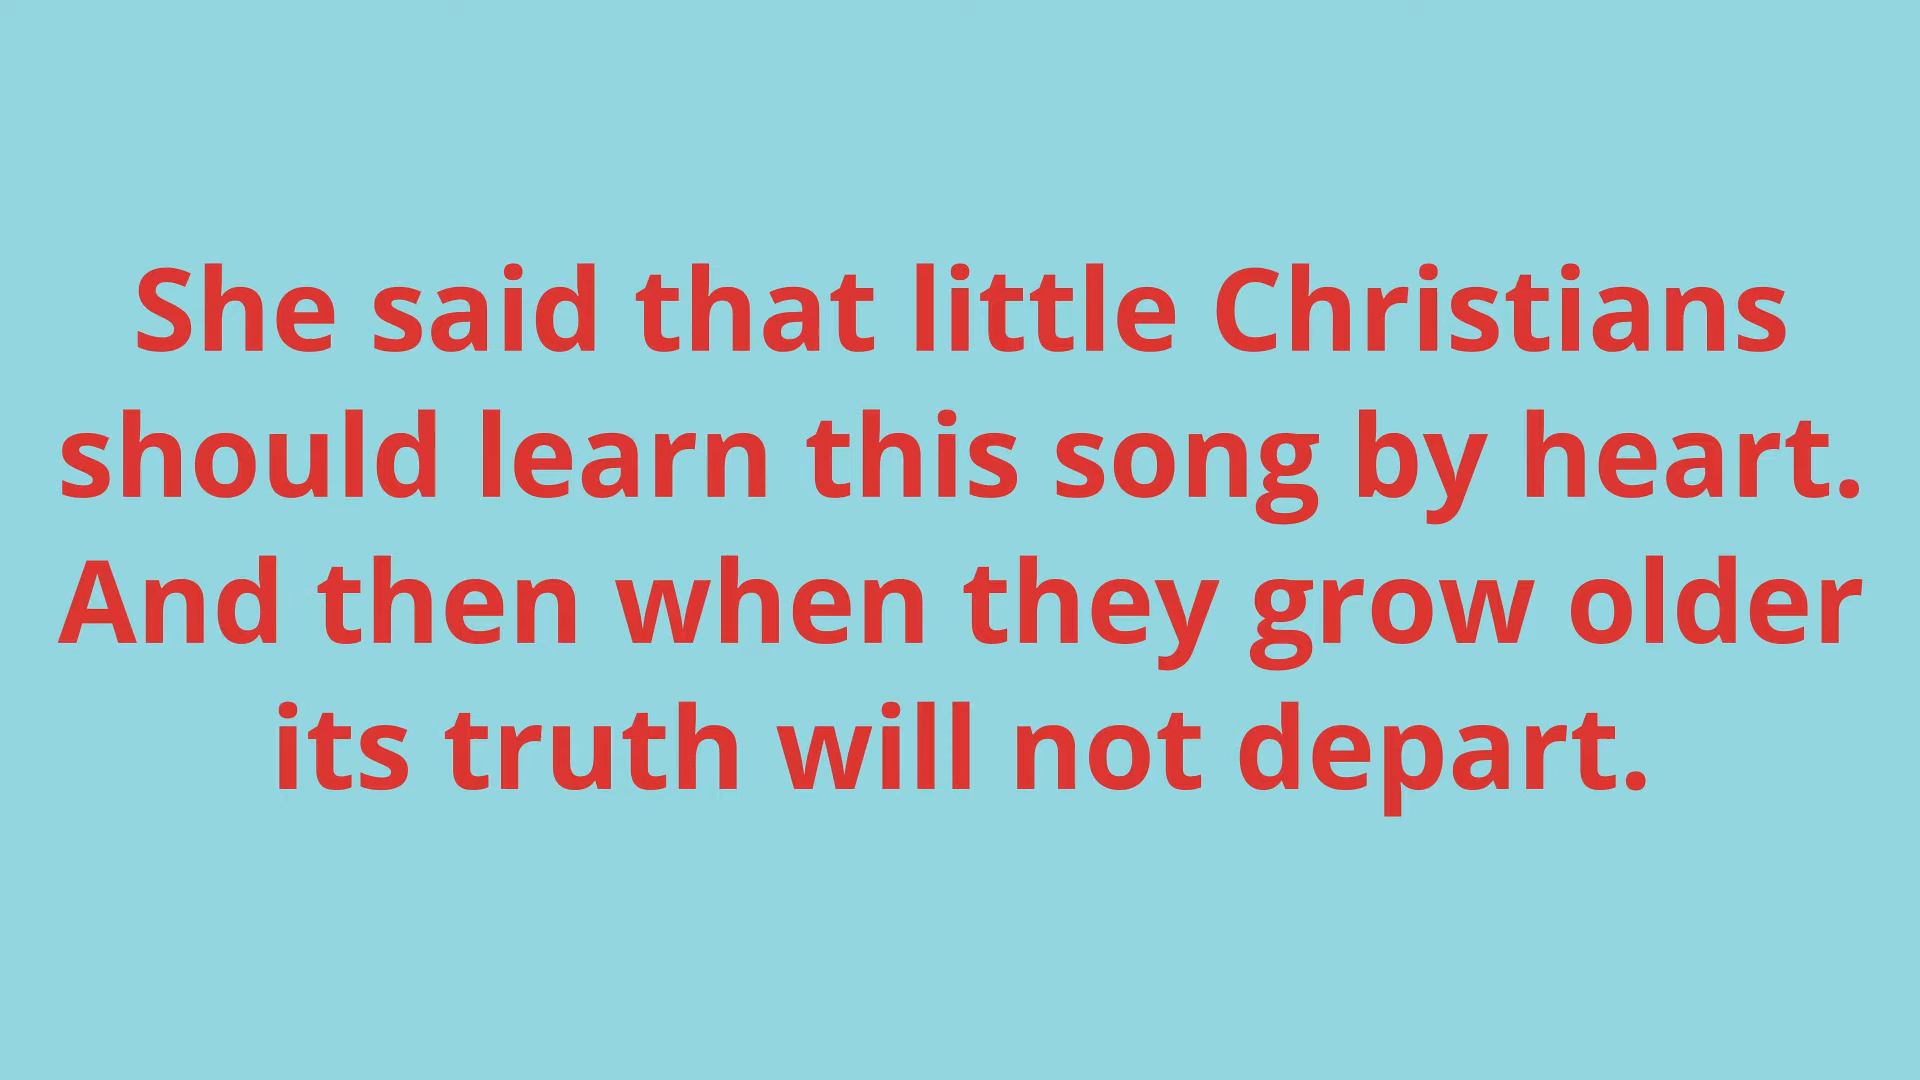 She said that little Christians
should learn this song by heart.
And then when they grow older
its truth will not depart.